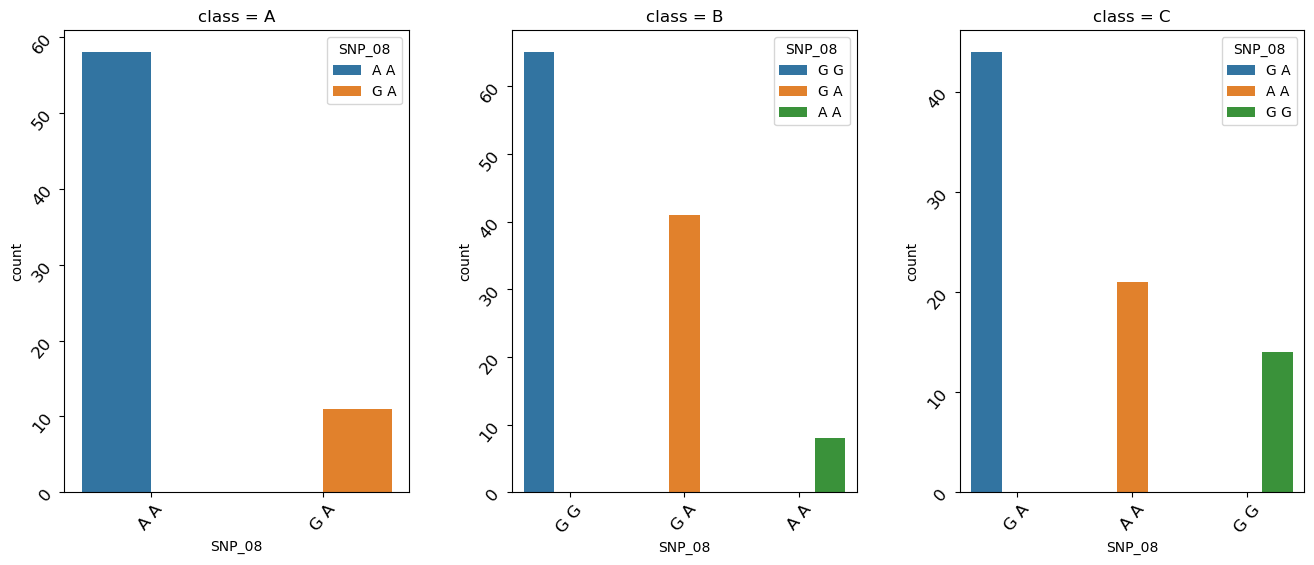 class = A
SNP_08
A A
G A
60
50
40
30
20
10
0
count
A A
G A
SNP_08
class = B
SNP_08
G G
G A
A A
60
50
40
30
20
10
0
count
G G
G A
A A
SNP_08
class = C
SNP_08
G A
A A
G G
40
30
20
10
0
count
G A
A A
G G
SNP_08